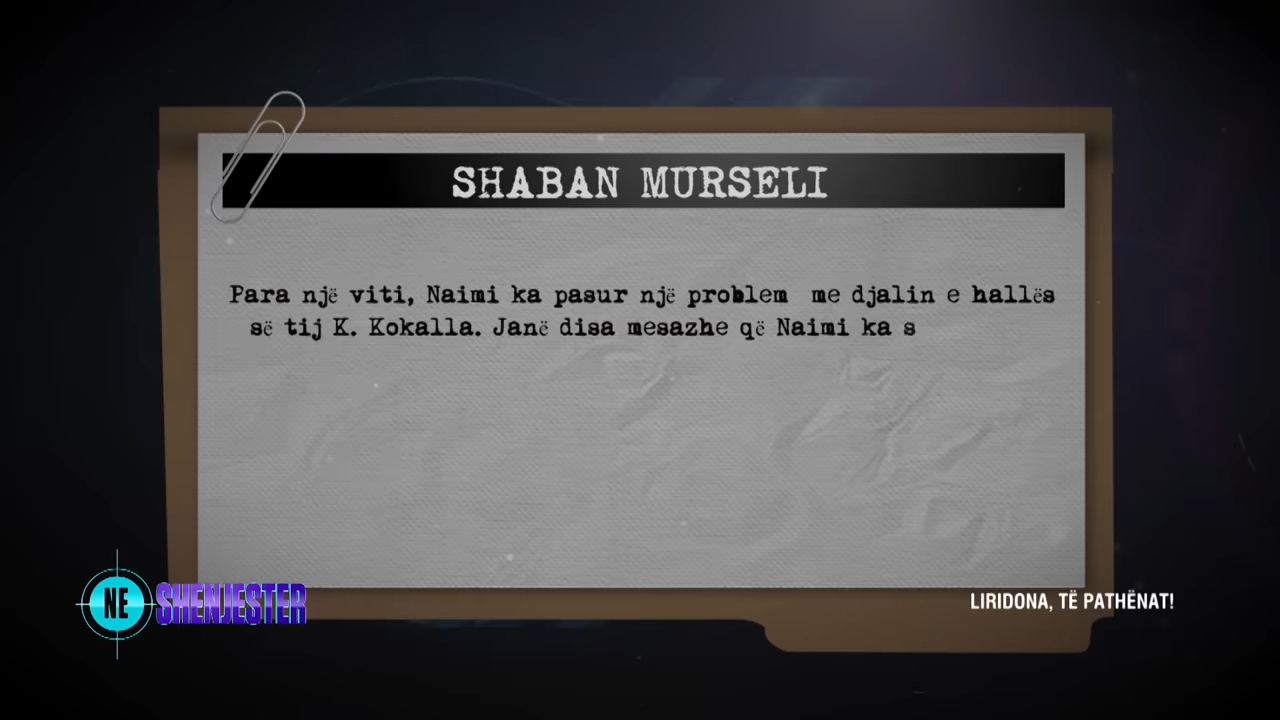 SHABAN MURSELI
Para një viti, Naimi ka pasur një problem me djalin e hallës
së tij K. Kokalla. Janë disa mesazhe që Naimi ka s
NE SHENJESTER
LIRIDONA, TË PATHËNAT!